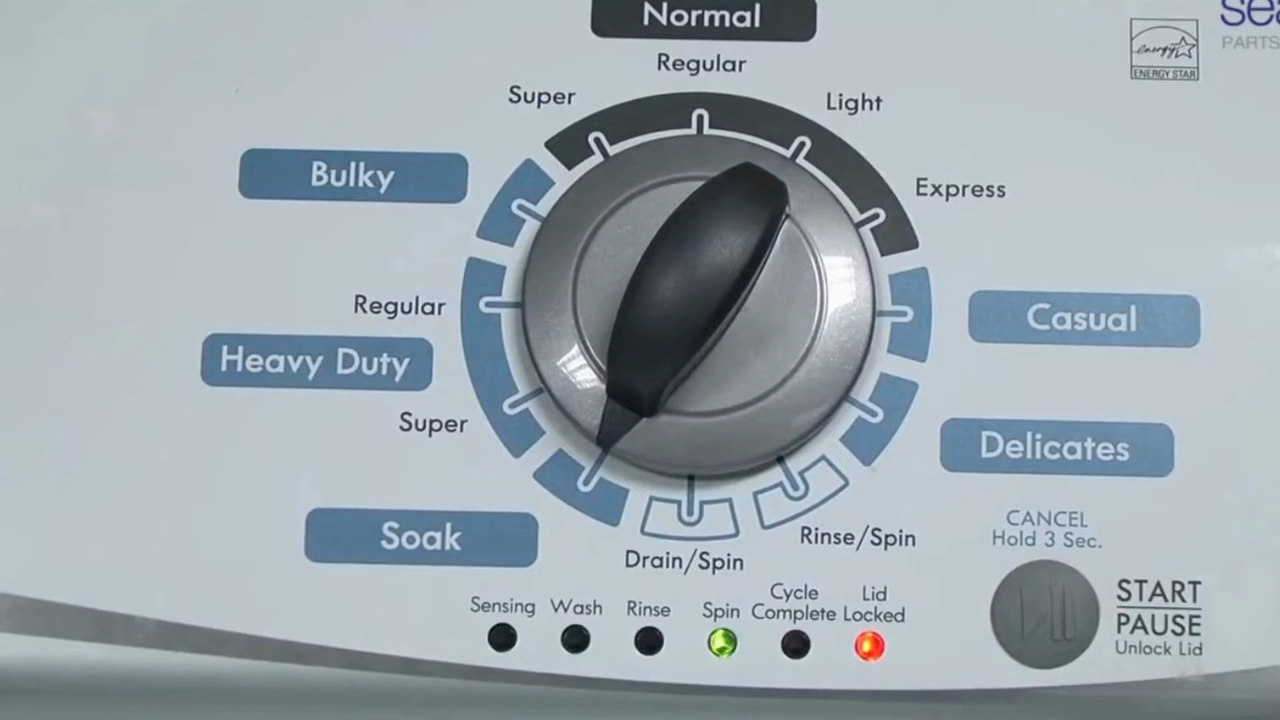 Normal
Regular
Super
Light
Bulky
Express
Regular
Casual
Heavy Duty
Super
Delicates
Soak
Drain/Spin
Rinse/Spin
CANCEL
Hold 3 Sec.
Sensing
Wash
Rinse
Spin
Cycle
Complete
Lid
Locked
START
PAUSE
Unlock Lid
energy
ENERGY STAR
PARTS